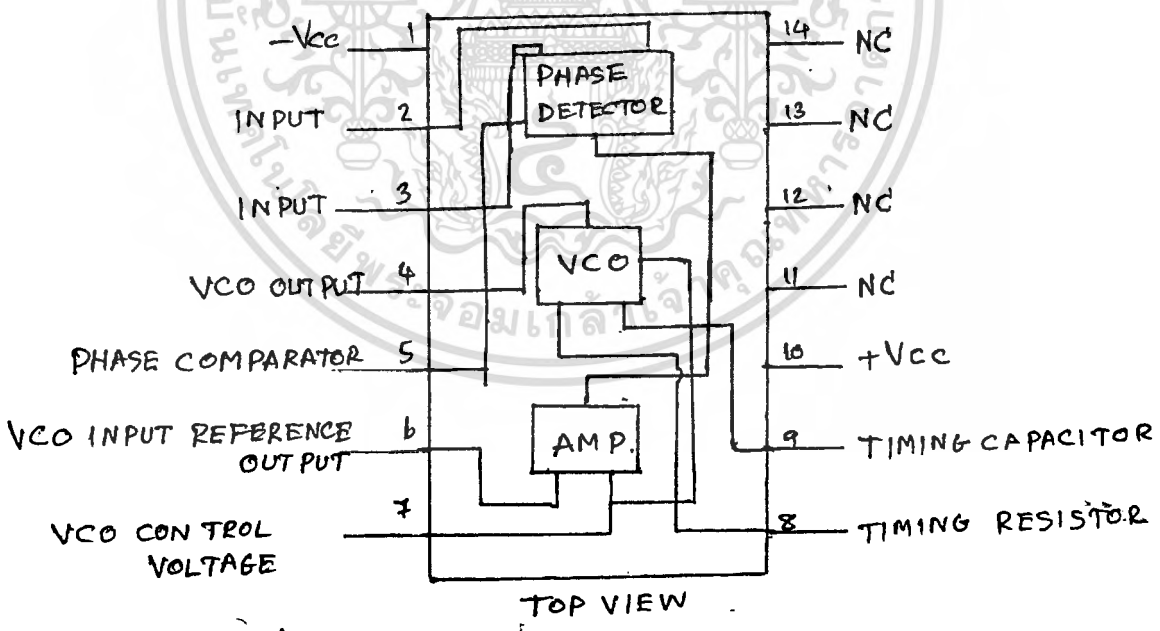 -Vcc 1
14 NC
PHASE
DETECTOR
INPUT 2
13 NC
INPUT 3
12 NC
VCO
VCO OUTPUT 4
11 NC
PHASE COMPARATOR 5
10 +Vcc
VCO INPUT REFERENCE 6
OUTPUT
AMP.
9 TIMING CAPACITOR
VCO CONTROL 7
VOLTAGE
8 TIMING RESISTOR
TOP VIEW